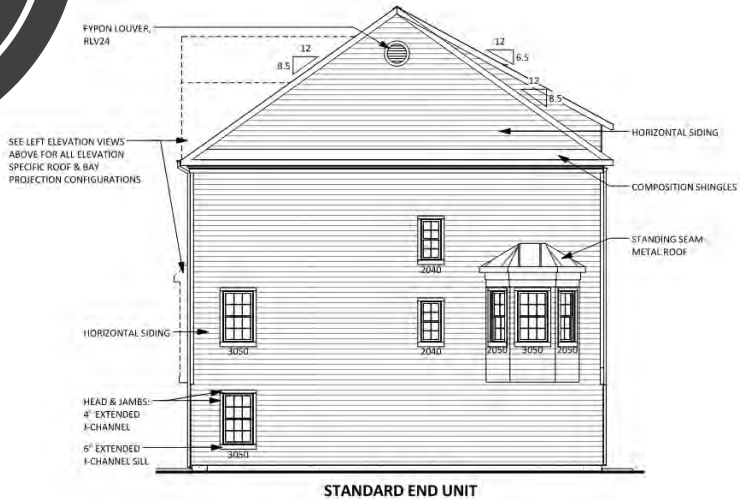 FYPON LOUVER,
RLV24
12
8.5
12
6.5
12
8.5
SEE LEFT ELEVATION VIEWS
ABOVE FOR ALL ELEVATION
SPECIFIC ROOF & BAY
PROJECTION CONFIGURATIONS
HORIZONTAL SIDING
COMPOSITION SHINGLES
STANDING SEAM
METAL ROOF
2040
HORIZONTAL SIDING
3050
2040
2050
3050
2050
HEAD & JAMBS:
4" EXTENDED
J-CHANNEL
6" EXTENDED
J-CHANNEL SILL
3050
STANDARD END UNIT